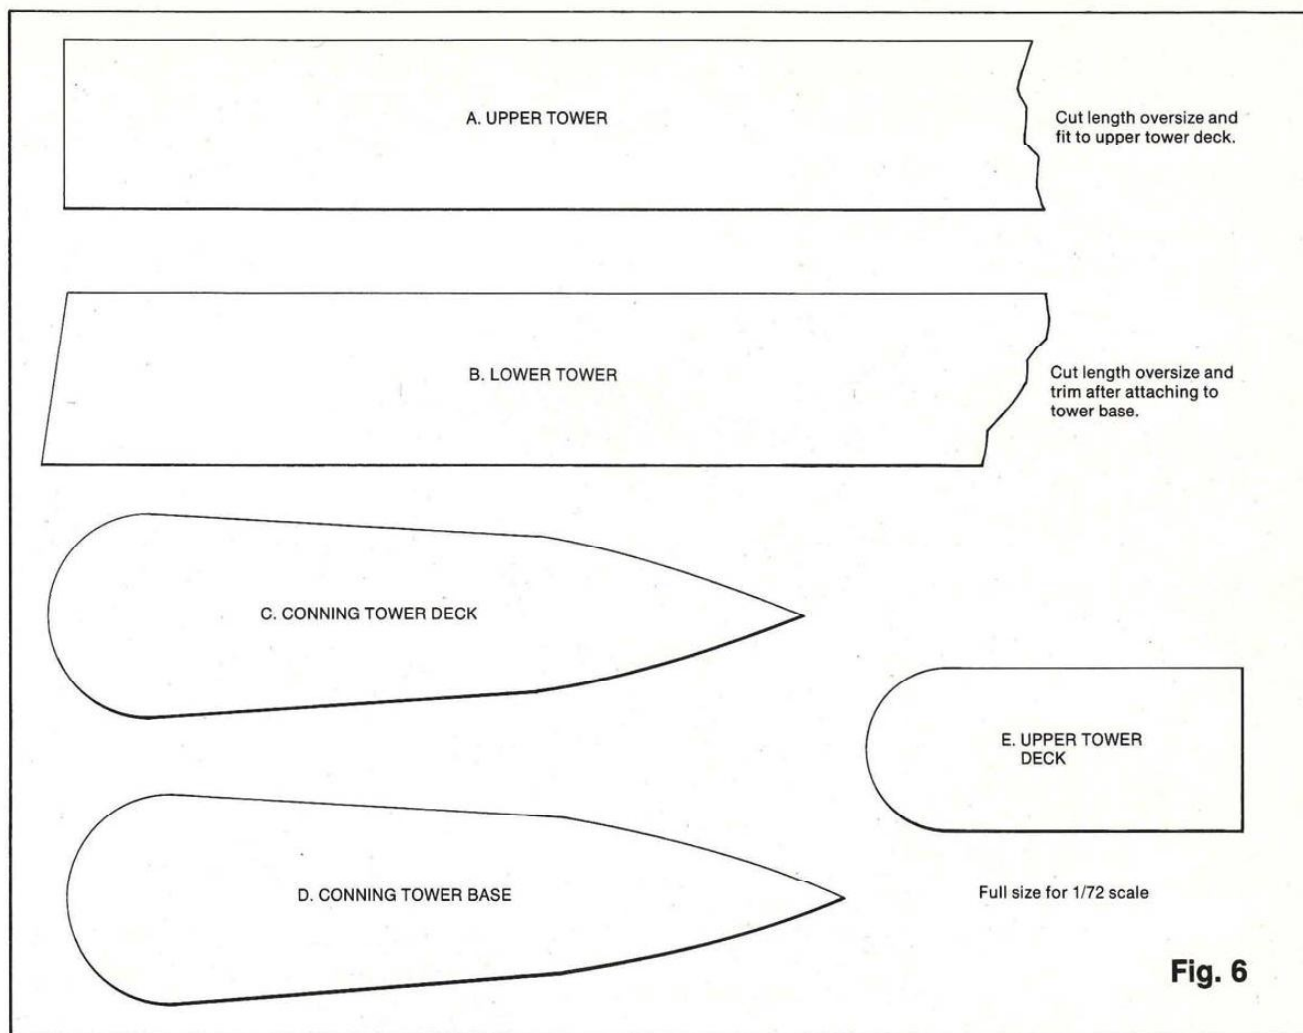 A. UPPER TOWER
Cut length oversize and
fit to upper tower deck.
B. LOWER TOWER
Cut length oversize and
trim after attaching to
tower base.
C. CONNING TOWER DECK
E. UPPER TOWER
DECK
D. CONNING TOWER BASE
Full size for 1/72 scale
Fig. 6